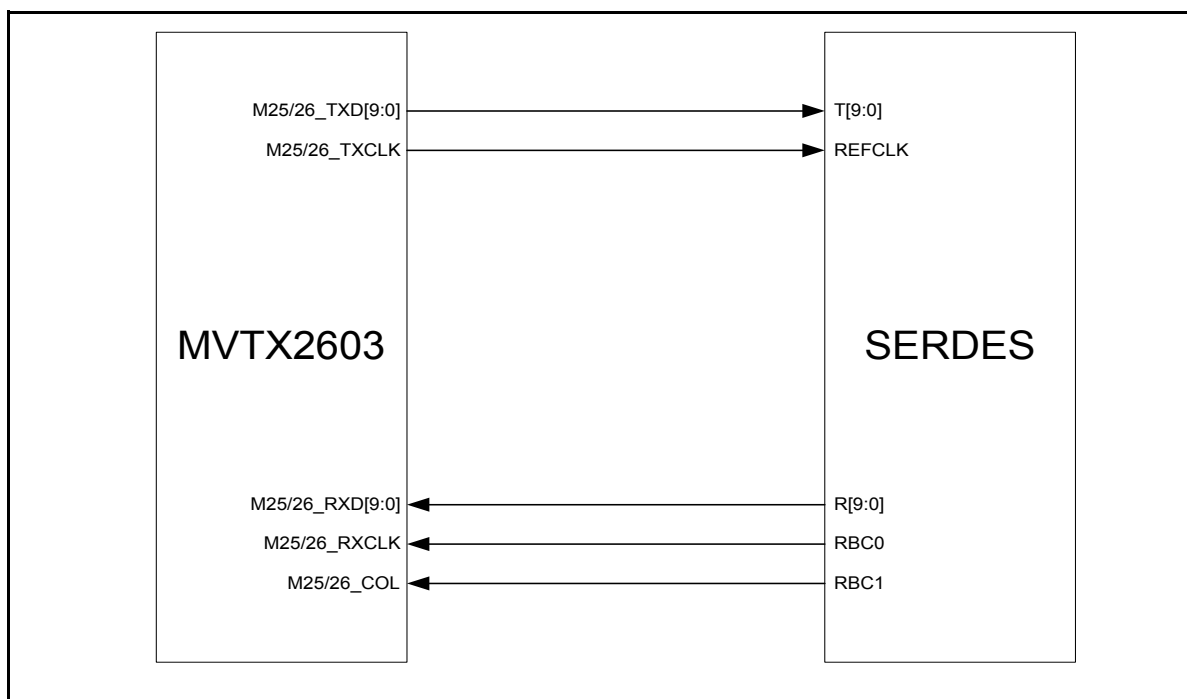 M25/26_TXD[9:0] T[9:0]
M25/26_TXCLK REFCLK
MVTX2603 SERDES
M25/26_RXD[9:0] R[9:0]
M25/26_RXCLK RBC0
M25/26_COL RBC1